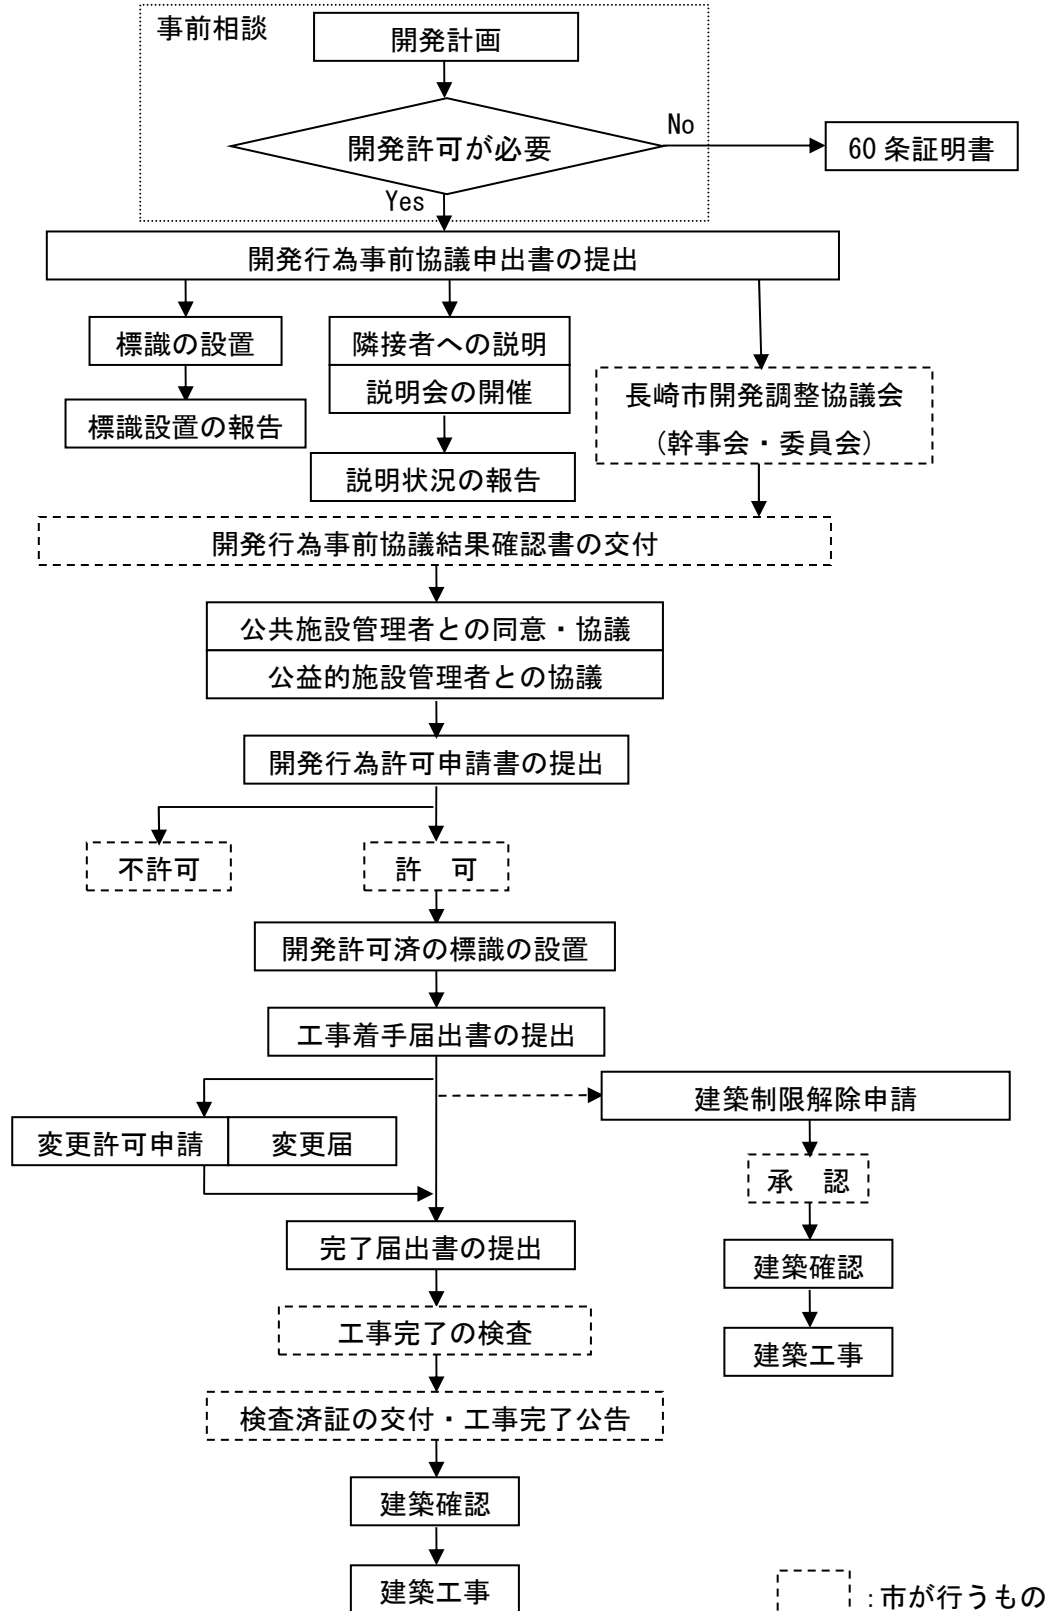 事前相談
開発計画
開発許可が必要
No
60 条証明書
Yes
開発行為事前協議申出書の提出
標識の設置
隣接者への説明
説明会の開催
長崎市開発調整協議会
(幹事会・委員会)
標識設置の報告
説明状況の報告
開発行為事前協議結果確認書の交付
公共施設管理者との同意・協議
公益的施設管理者との協議
開発行為許可申請書の提出
不許可
許　可
開発許可済の標識の設置
工事着手届出書の提出
建築制限解除申請
変更許可申請
変更届
承　認
完了届出書の提出
建築確認
工事完了の検査
建築工事
検査済証の交付・工事完了公告
建築確認
建築工事
：市が行うもの